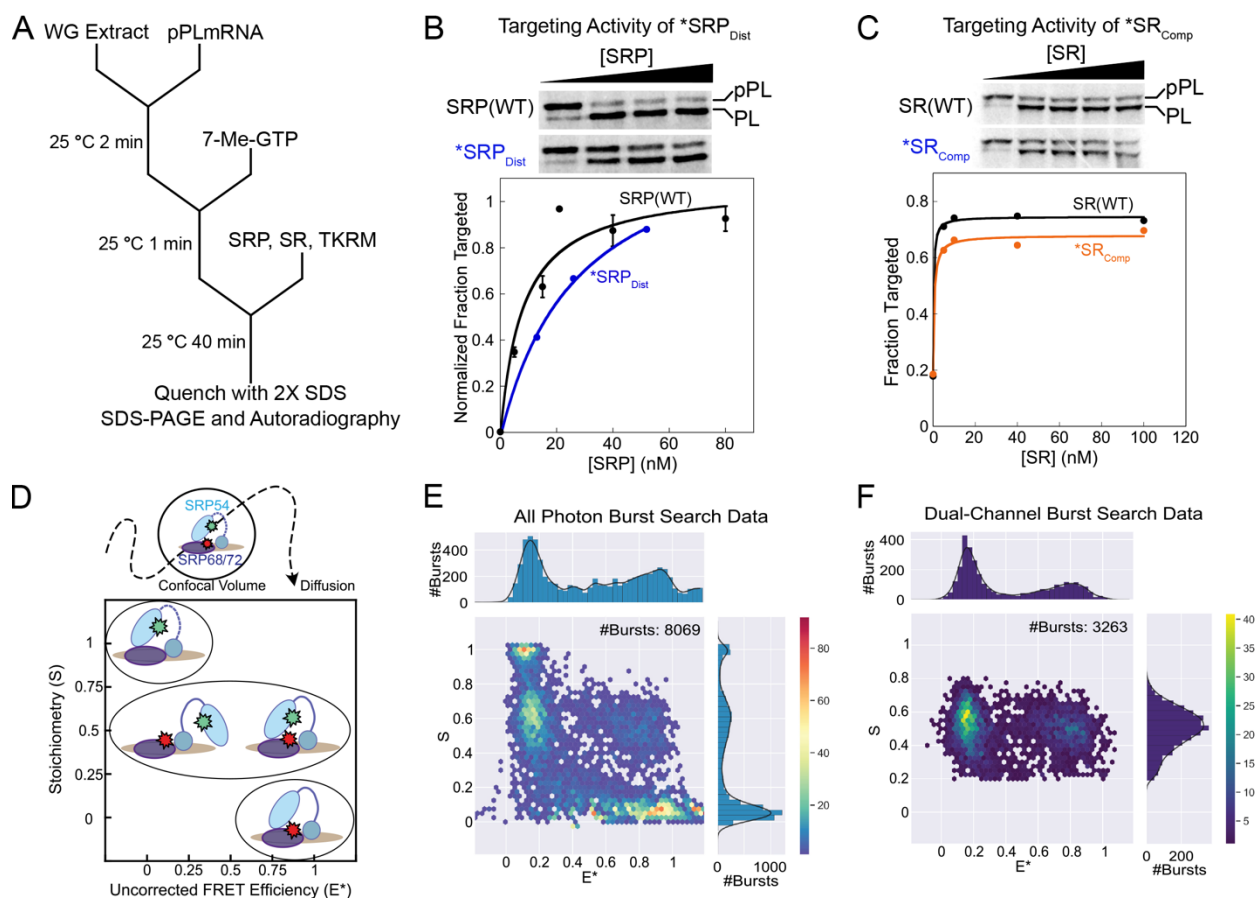 A
WG Extract pPLmRNA
25 °C 2 min
7-Me-GTP
25 °C 1 min
SRP, SR, TKRM
25 °C 40 min
Quench with 2X SDS
SDS-PAGE and Autoradiography
B
Targeting Activity of *SRPDist
[SRP]
SRP(WT)
pPL
PL
*SRPDist
Normalized Fraction Targeted
1
0.8
0.6
0.4
0.2
0
SRP(WT)
*SRPDist
0 20 40 60 80
[SRP] (nM)
C
Targeting Activity of *SRComp
[SR]
SR(WT)
pPL
PL
*SRComp
Fraction Targeted
1
0.8
0.6
0.4
0.2
0
SR(WT)
*SRComp
0 20 40 60 80 100 120
[SR] (nM)
D
SRP54
SRP68/72
Confocal Volume
Diffusion
Stoichiometry (S)
1
0.75
0.5
0.25
0
0 0.25 0.5 0.75 1
Uncorrected FRET Efficiency (E*)
E
All Photon Burst Search Data
#Bursts
400
200
0
#Bursts: 8069
S
1
0.8
0.6
0.4
0.2
0
0 0.2 0.4 0.6 0.8 1
E*
0 1000
#Bursts
80
60
40
20
F
Dual-Channel Burst Search Data
#Bursts
400
200
0
#Bursts: 3263
S
1
0.8
0.6
0.4
0.2
0
0 0.2 0.4 0.6 0.8 1
E*
200
#Bursts
40
35
30
25
20
15
10
5